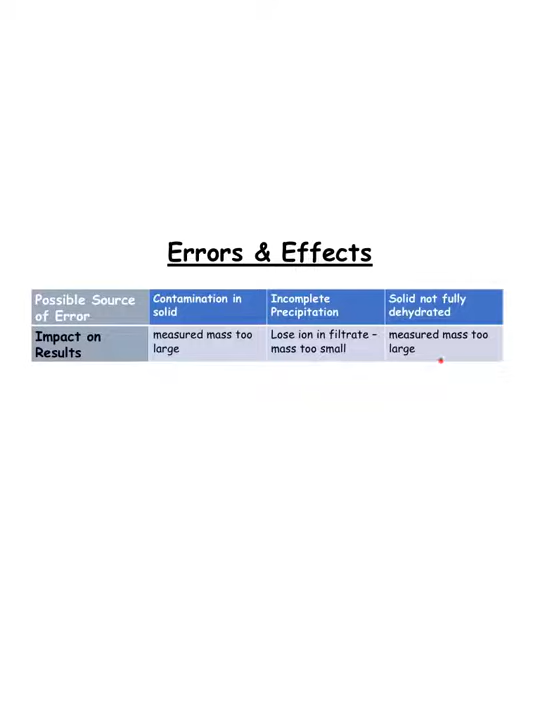 Errors & Effects
Possible Source
of Error
Contamination in
solid
Incomplete
Precipitation
Solid not fully
dehydrated
Impact on
Results
measured mass too
large
Lose ion in filtrate –
mass too small
measured mass too
large